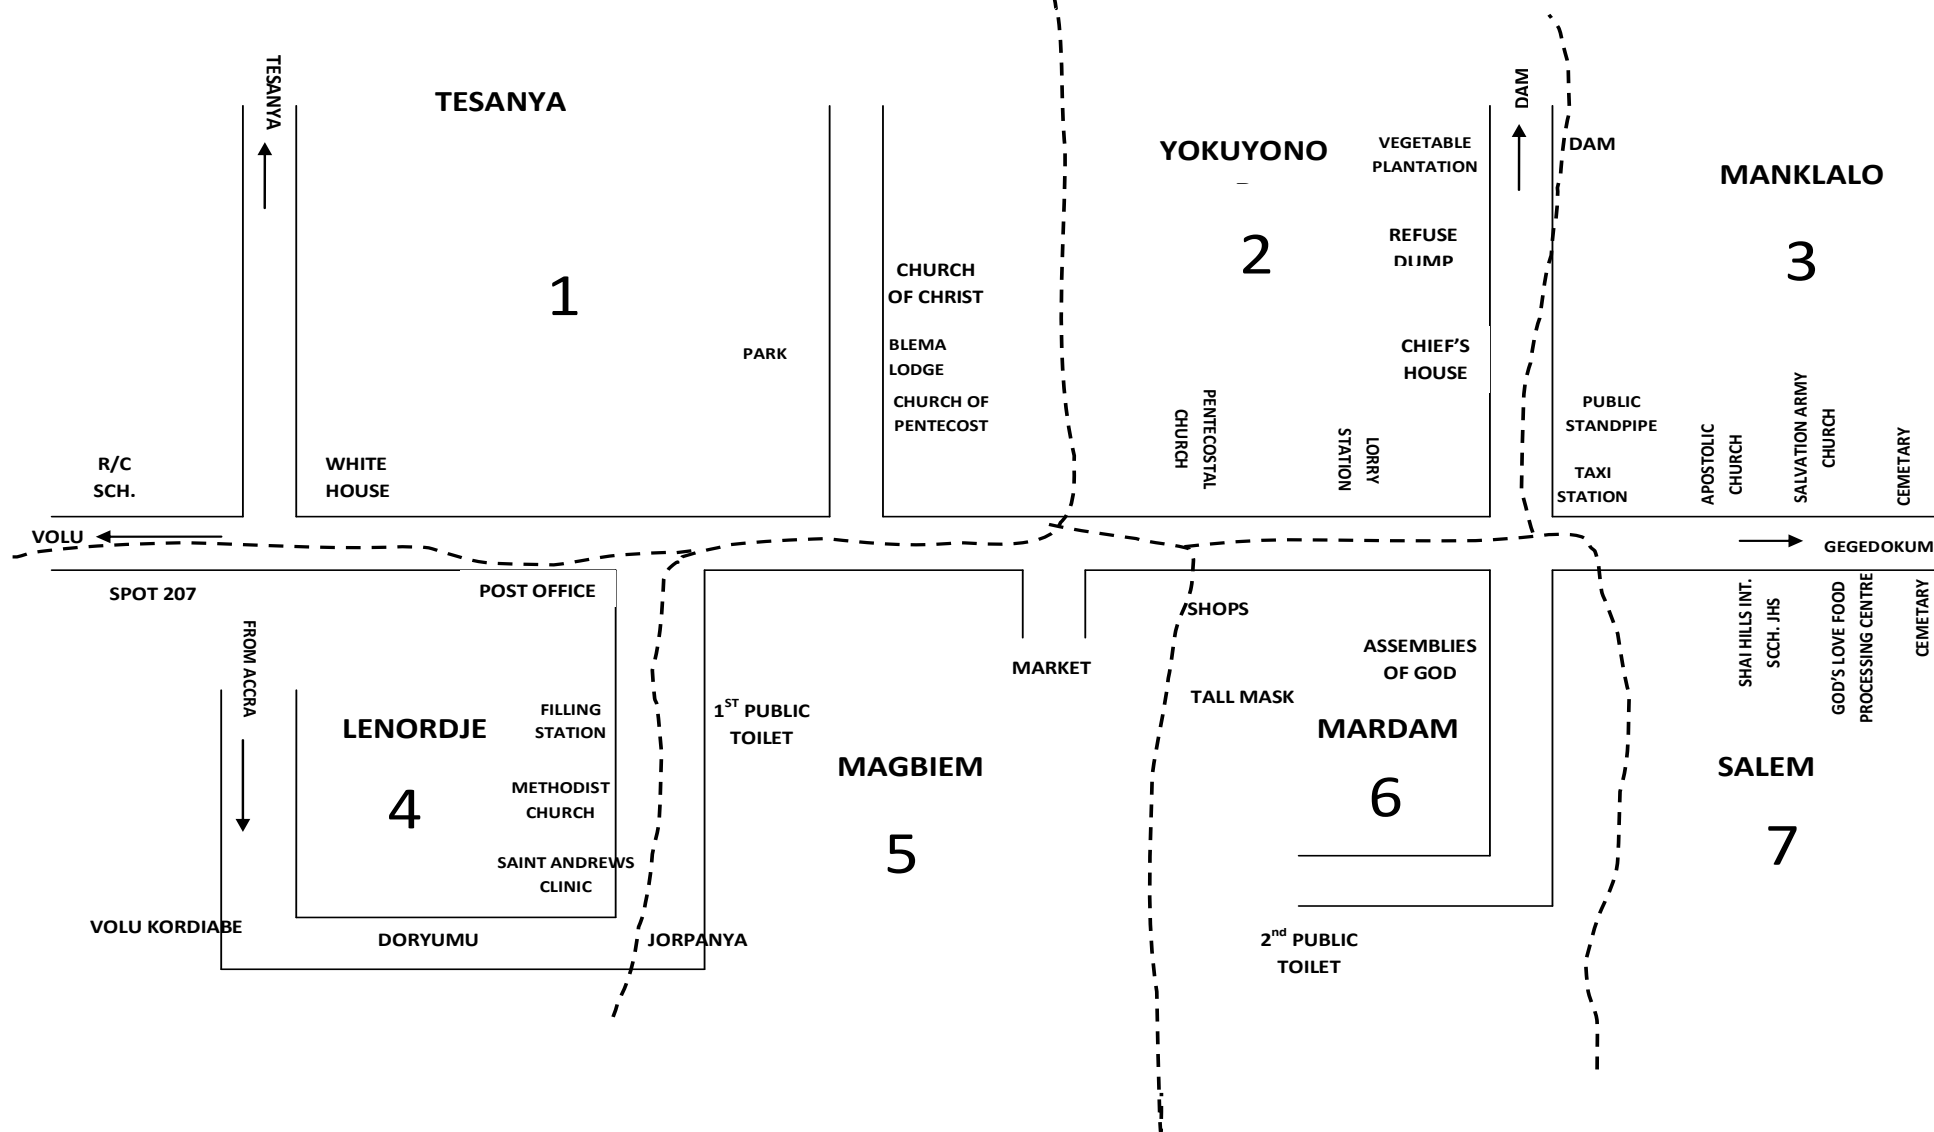 TESANYA
TESANYA
1
PARK
R/C
SCH.
WHITE
HOUSE
CHURCH
OF CHRIST
BLEMA
LODGE
CHURCH OF
PENTECOST
YOKUYONO
2
VEGETABLE
PLANTATION
REFUSE
DUMP
CHIEF'S
HOUSE
PENTECOSTAL
CHURCH
LORRY
STATION
DAM
DAM
MANKLALO
3
PUBLIC
STANDPIPE
TAXI
STATION
APOSTOLIC
CHURCH
SALVATION ARMY
CHURCH
CEMETARY
VOLU
GEGEDOKUM
SPOT 207
POST OFFICE
FROM ACCRA
LENORDJE
4
FILLING
STATION
METHODIST
CHURCH
SAINT ANDREWS
CLINIC
VOLU KORDIABE
DORYUMU
JORPANYA
1ST PUBLIC
TOILET
MARKET
MAGBIEM
5
SHOPS
ASSEMBLIES
OF GOD
TALL MASK
MARDAM
6
2nd PUBLIC
TOILET
SHAI HILLS INT.
SCCH. JHS
GOD'S LOVE FOOD
PROCESSING CENTRE
CEMETARY
SALEM
7